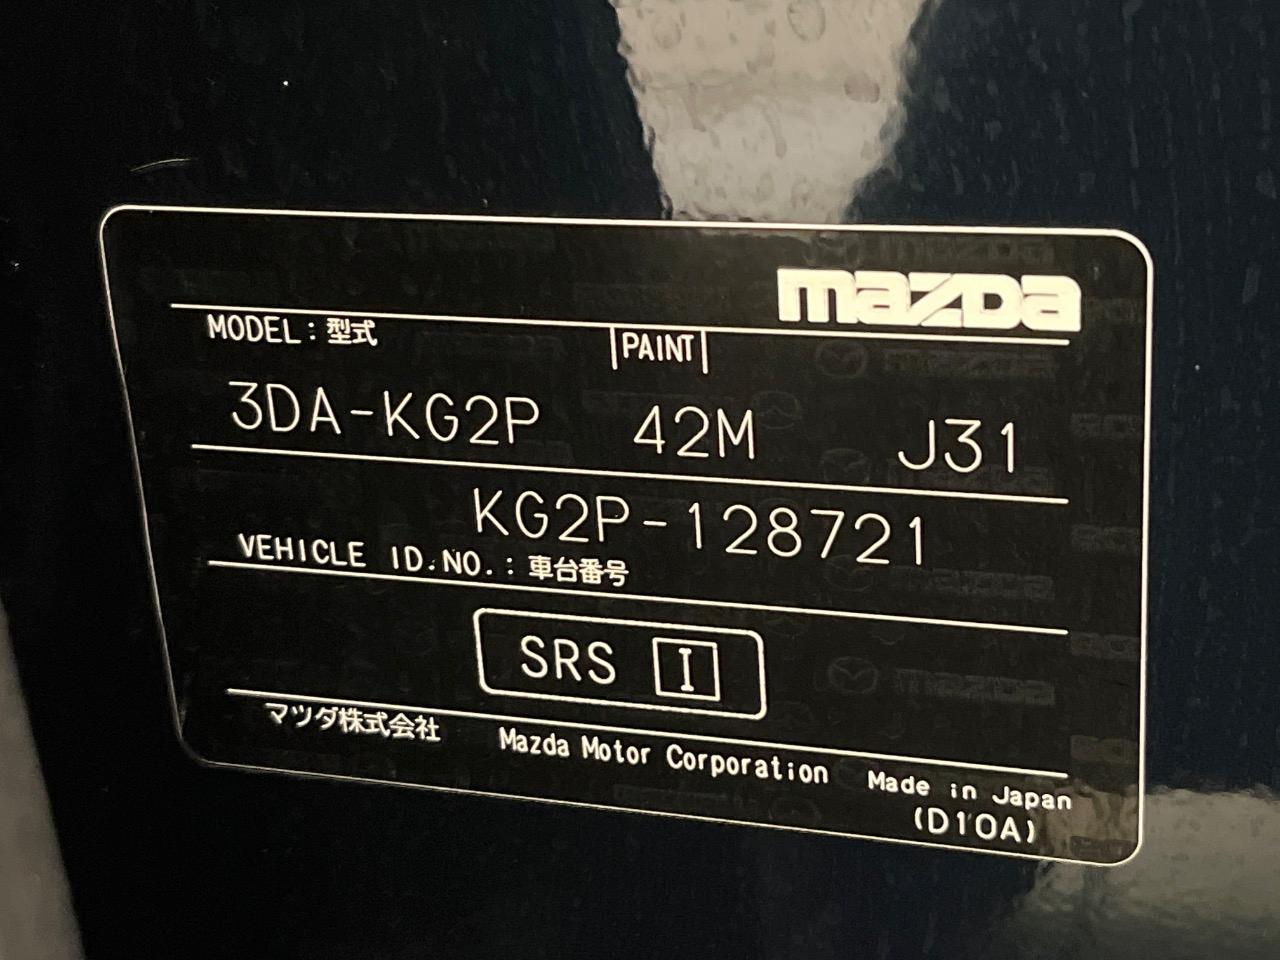 mazda
MODEL : 型式 PAINT
3DA-KG2P 42M J31
KG2P-128721
VEHICLE ID.NO. : 車台番号
SRS I
マツダ株式会社 Mazda Motor Corporation Made in Japan
(D10A)